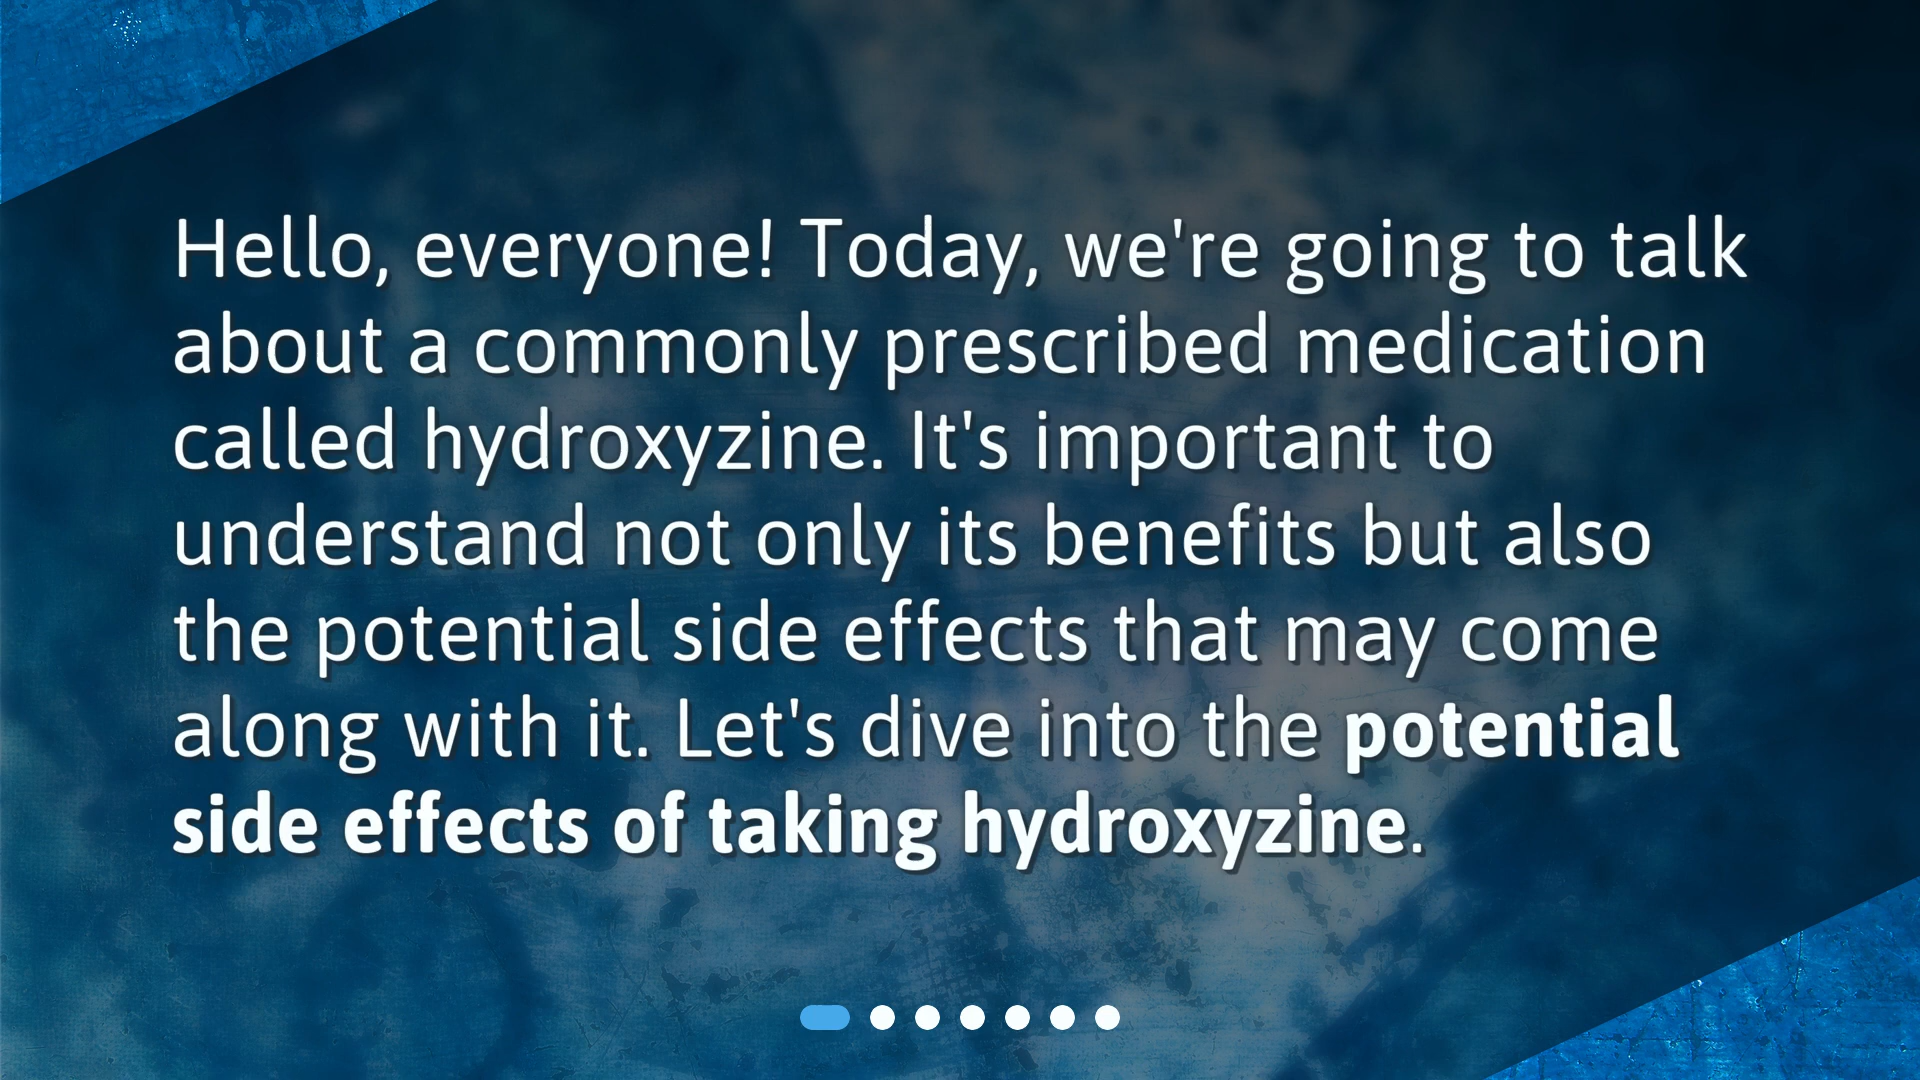 Hello, everyone! Today, we're going to talk
about a commonly prescribed medication
called hydroxyzine. It's important to
understand not only its benefits but also
the potential side effects that may come
along with it. Let's dive into the potential
side effects of taking hydroxyzine.